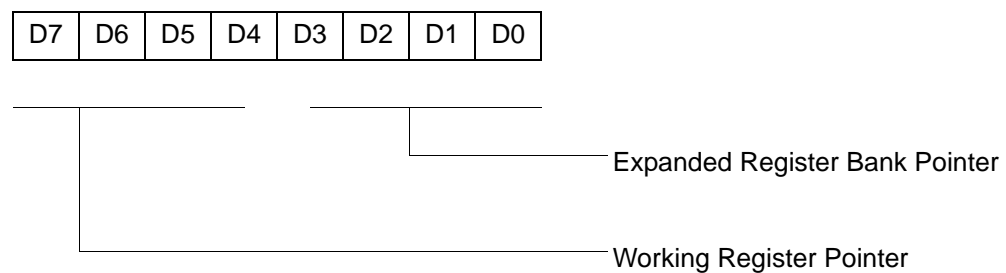 D7 D6 D5 D4 D3 D2 D1 D0
Expanded Register Bank Pointer
Working Register Pointer